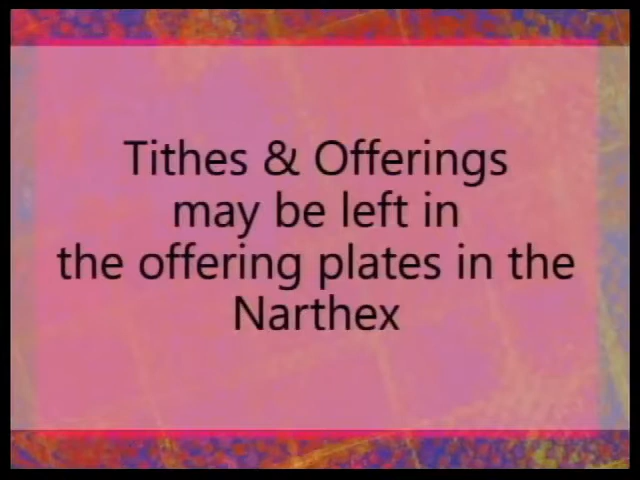 Tithes & Offerings
may be left in
the offering plates in the
Narthex